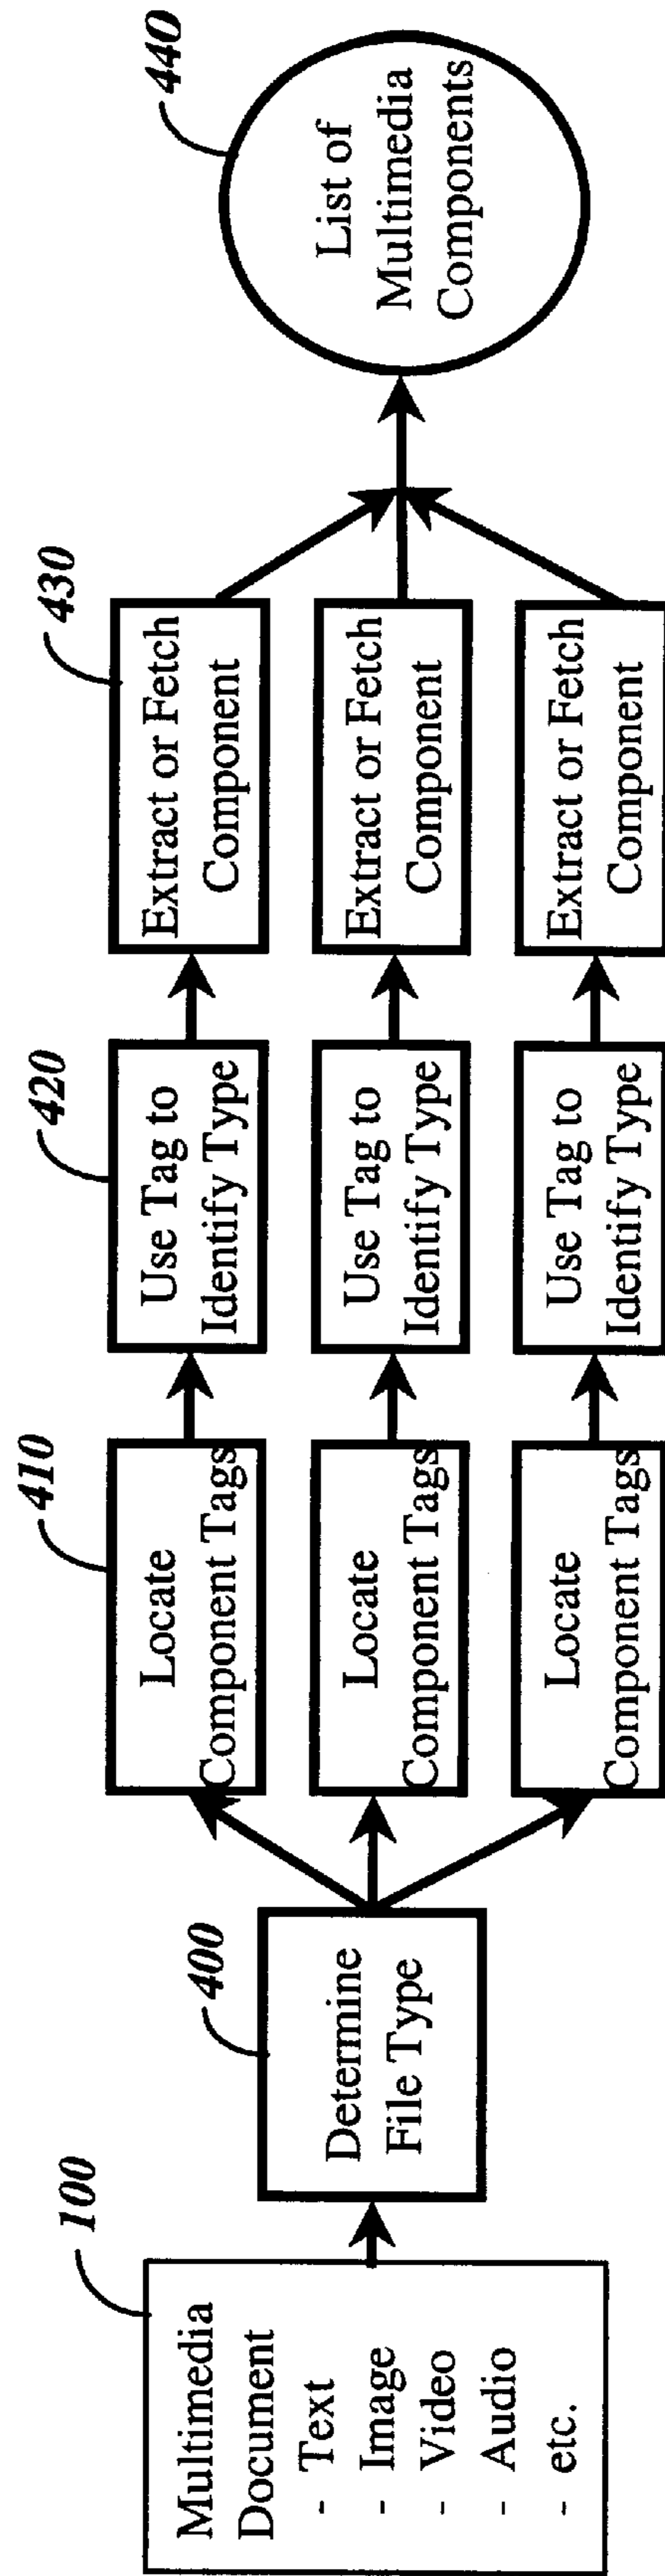 100
Multimedia
Document
- Text
- Image
- Video
- Audio
- etc.
400
Determine
File Type
410
Locate
Component Tags
420
Use Tag to
Identify Type
430
Extract or Fetch
Component
Locate
Component Tags
Use Tag to
Identify Type
Extract or Fetch
Component
Locate
Component Tags
Use Tag to
Identify Type
Extract or Fetch
Component
440
List of
Multimedia
Components